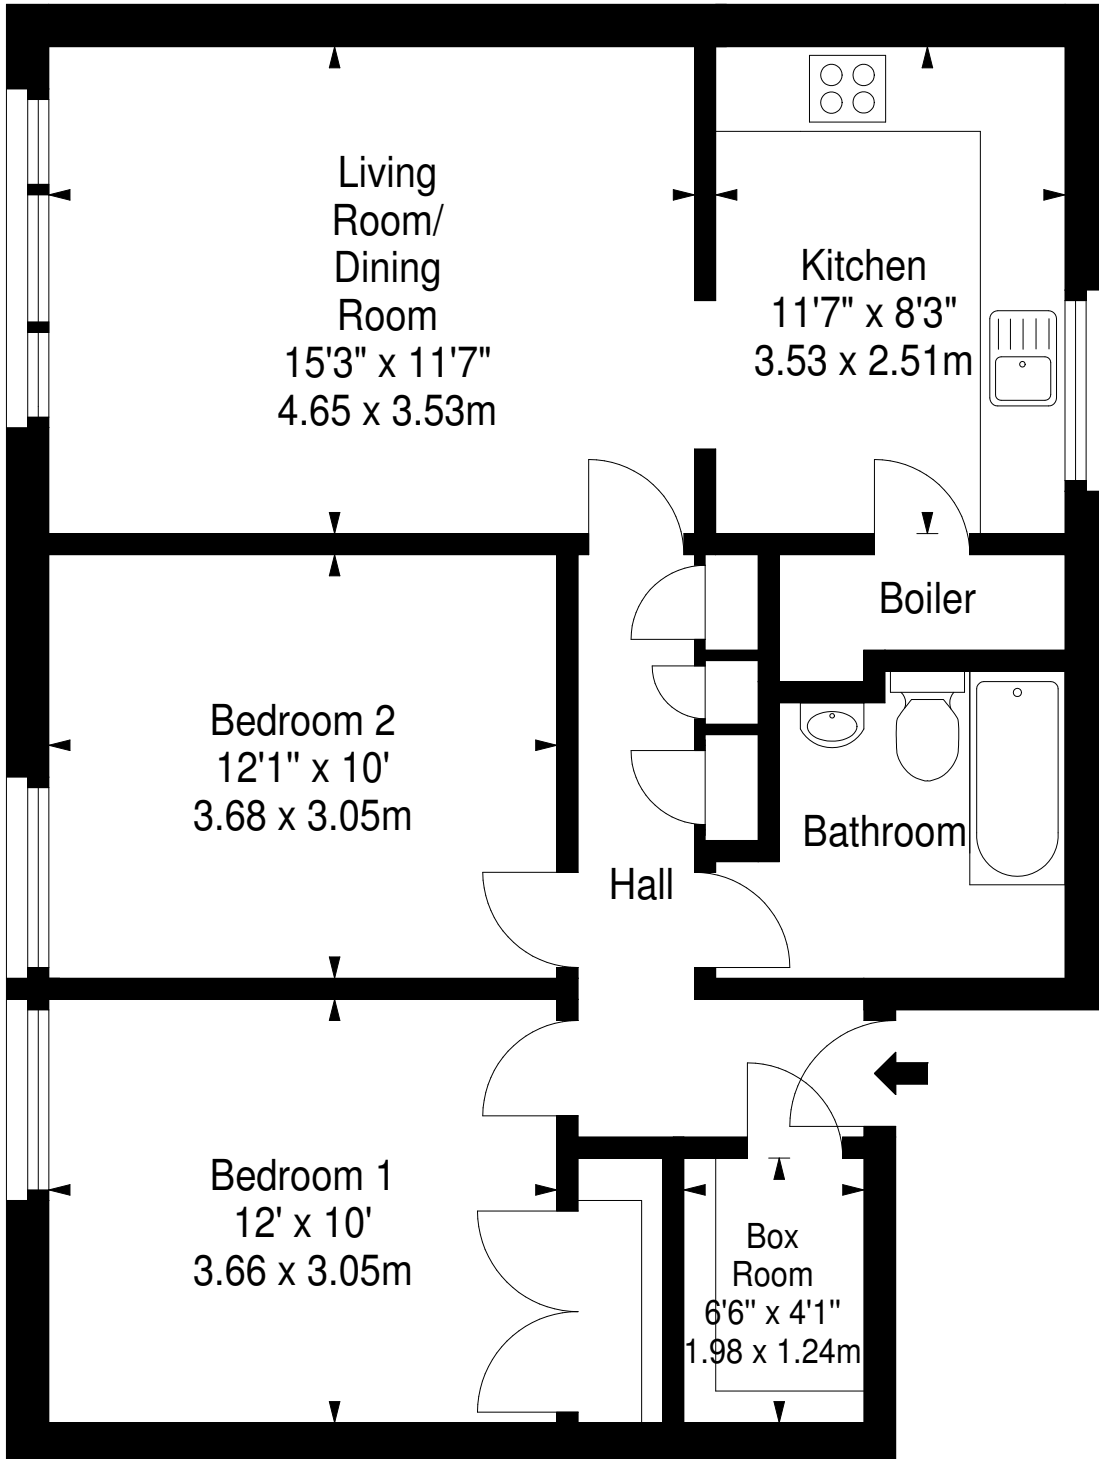 Living
Room/
Dining
Room
15'3" x 11'7"
4.65 x 3.53m
Kitchen
11'7" x 8'3"
3.53 x 2.51m
Boiler
Bedroom 2
12'1" x 10'
3.68 x 3.05m
Bathroom
Hall
Bedroom 1
12' x 10'
3.66 x 3.05m
Box
Room
6'6" x 4'1"
1.98 x 1.24m